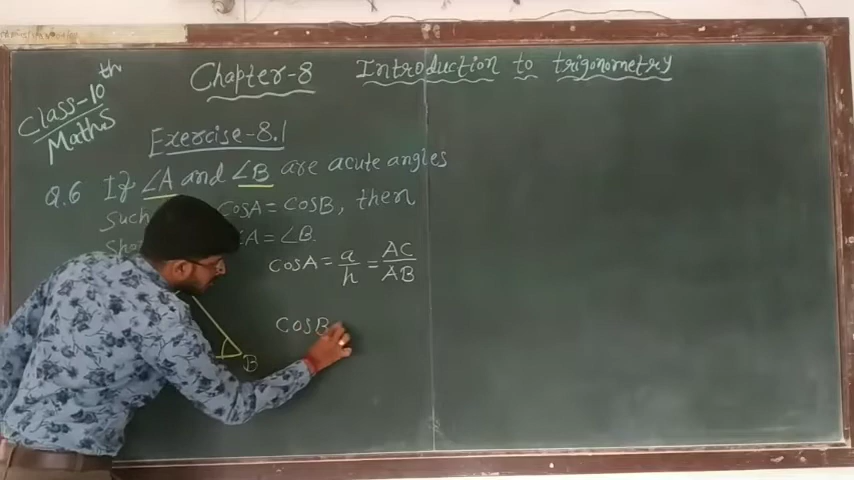 Chapter-8 Introduction to trigonometry
Class-10th
Maths
Exercise-8.1
Q.6 If ∠A and ∠B are acute angles
Such CosA = CosB, then
A = ∠B.
CosA = a/h = AC/AB
CosB
B